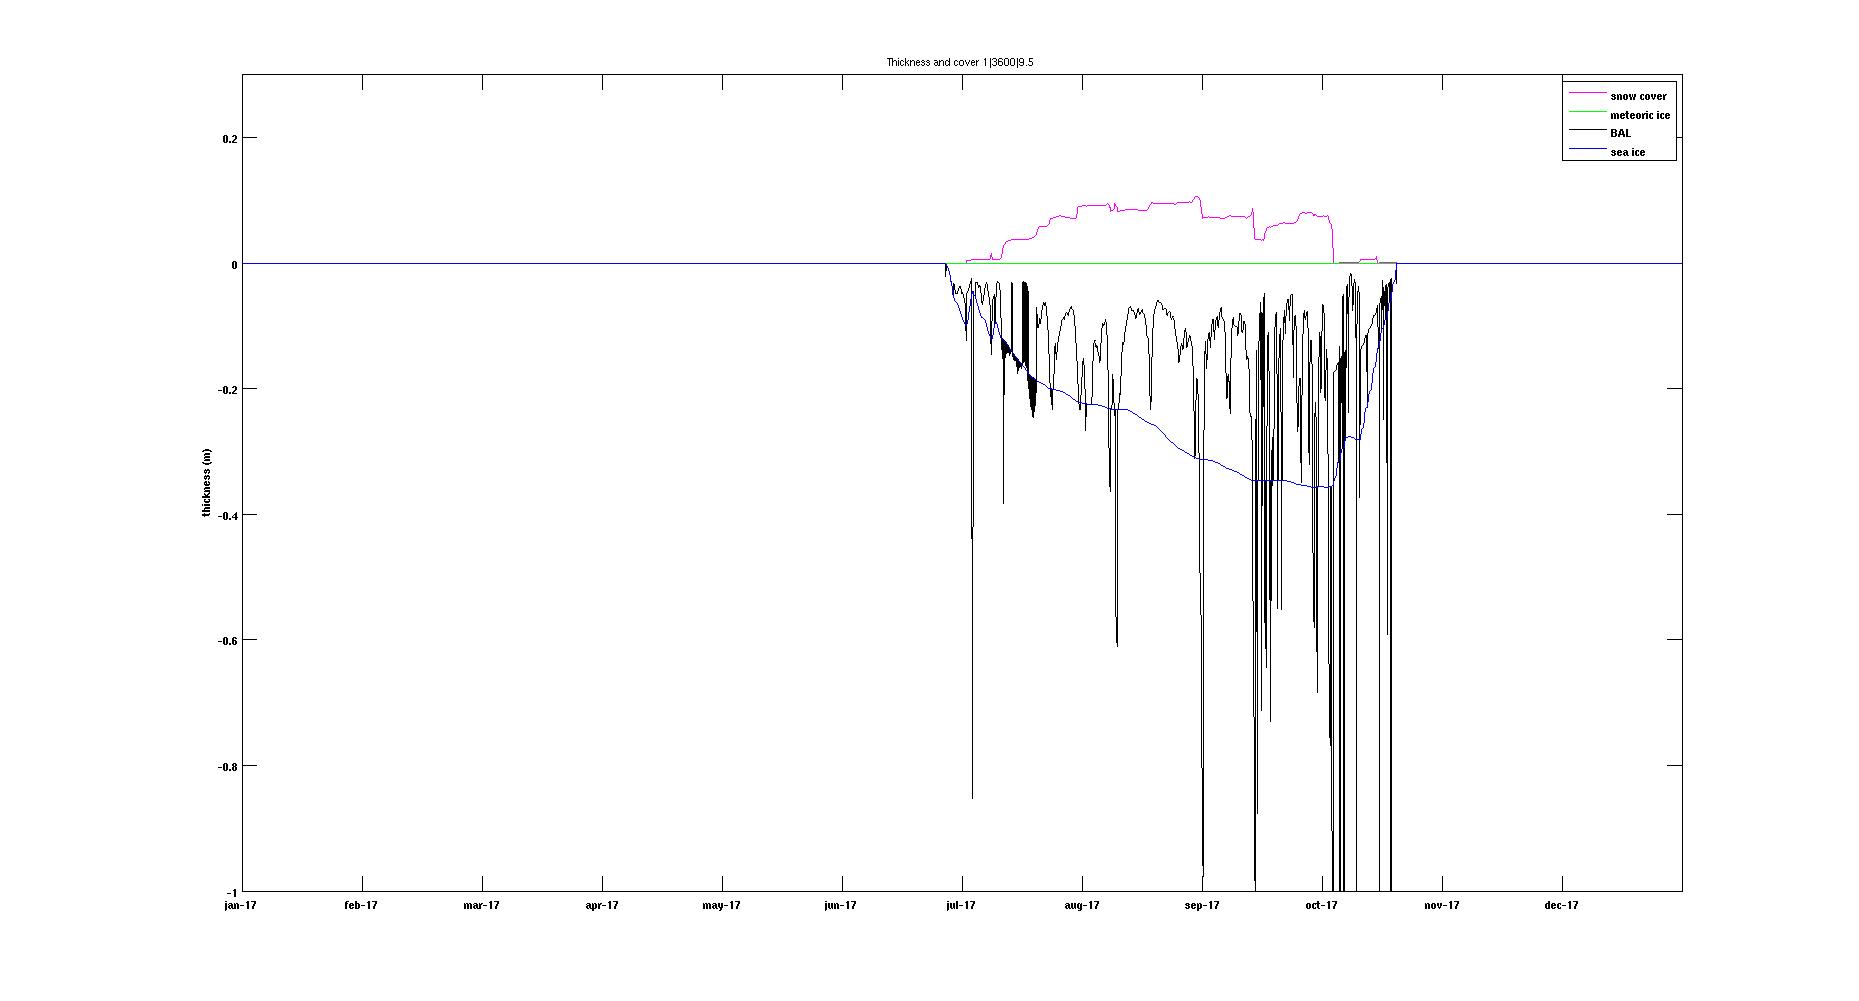 Thickness and cover 1|3600|9.5
snow cover
meteoric ice
BAL
sea ice
thickness (m)
0.2
0
-0.2
-0.4
-0.6
-0.8
-1
jan-17 feb-17 mar-17 apr-17 may-17 jun-17 jul-17 aug-17 sep-17 oct-17 nov-17 dec-17